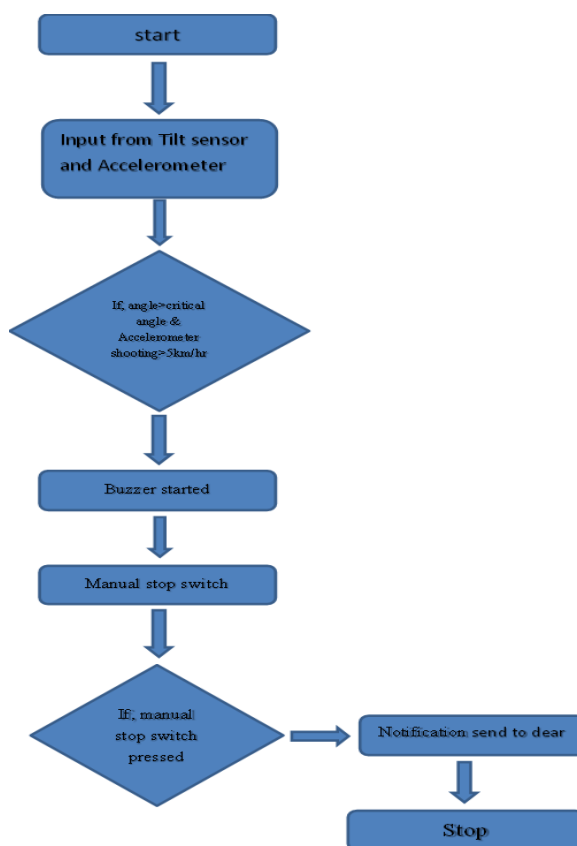 start
Input from Tilt sensor
and Accelerometer
If, angle>critical
angle &
Accelerometer
shooting>5km/hr
Buzzer started
Manual stop switch
If, manual
stop switch
pressed
Notification send to dear
Stop